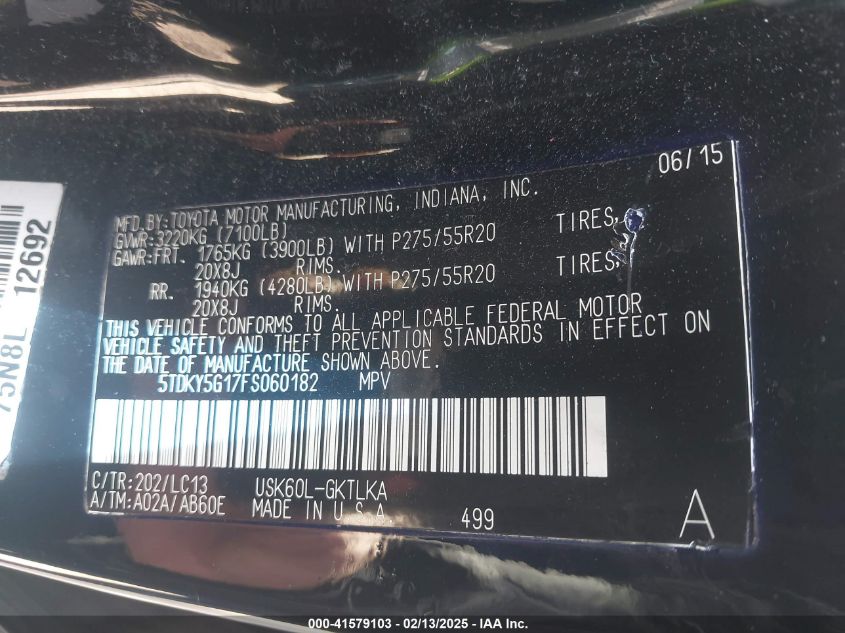 06/15
MFD.BY:TOYOTA MOTOR MANUFACTURING, INDIANA, INC.
GVWR:3220KG (7100LB)
GAWR:FRT. 1765KG (3900LB) WITH P275/55R20 TIRES,
20X8J RIMS.
RR. 1940KG (4280LB) WITH P275/55R20 TIRES,
20X8J RIMS.
THIS VEHICLE CONFORMS TO ALL APPLICABLE FEDERAL MOTOR
VEHICLE SAFETY AND THEFT PREVENTION STANDARDS IN EFFECT ON
THE DATE OF MANUFACTURE SHOWN ABOVE.
5TDKY5G17FS060182 MPV
C/TR:202/LC13 USK60L-GKTLKA
A/TM:A02A/AB60E MADE IN U.S.A. 499 A
75N8L 12692
000-41579103 - 02/13/2025 - IAA Inc.